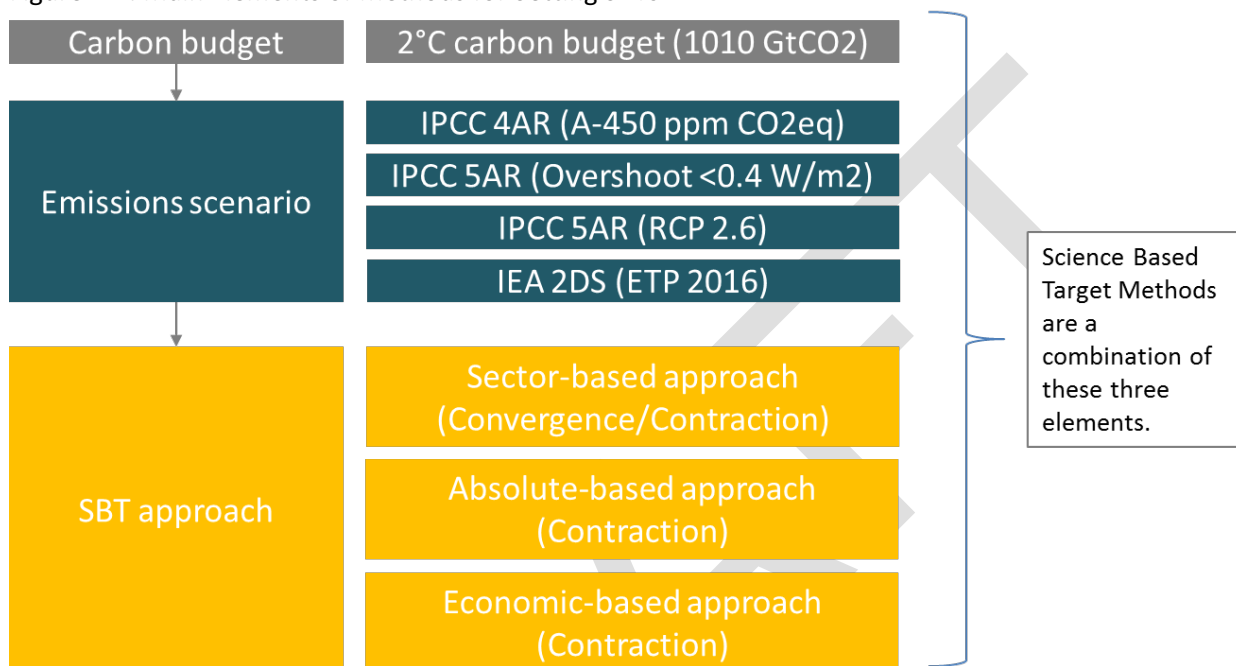 Carbon budget
2°C carbon budget (1010 GtCO2)
Emissions scenario
IPCC 4AR (A-450 ppm CO2eq)
IPCC 5AR (Overshoot <0.4 W/m2)
IPCC 5AR (RCP 2.6)
IEA 2DS (ETP 2016)
SBT approach
Sector-based approach
(Convergence/Contraction)
Absolute-based approach
(Contraction)
Economic-based approach
(Contraction)
Science Based
Target Methods
are a
combination of
these three
elements.